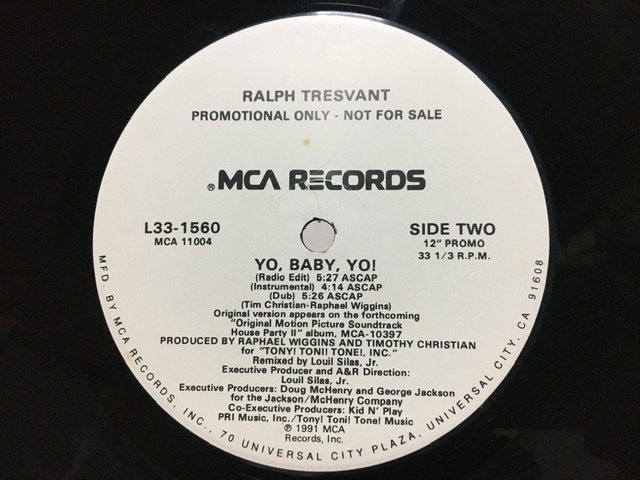 RALPH TRESVANT
PROMOTIONAL ONLY - NOT FOR SALE
®MCA RECORDS
L33-1560
MCA 11004
SIDE TWO
12" PROMO
33 1/3 R.P.M.
YO, BABY, YO!
(Radio Edit) 5:27 ASCAP
(Instrumental) 4:14 ASCAP
(Dub) 5:26 ASCAP
(Tim Christian-Raphael Wiggins)
Original version appears on the forthcoming
"Original Motion Picture Soundtrack
House Party II" album, MCA-10397
PRODUCED BY RAPHAEL WIGGINS AND TIMOTHY CHRISTIAN
for "TONY! TONI! TONE!, INC."
Remixed by Louil Silas, Jr.
Executive Producer and A&R Direction:
Louil Silas, Jr.
Executive Producers: Doug McHenry and George Jackson
for the Jackson/McHenry Company
Co-Executive Producers: Kid N' Play
PRI Music, Inc./Tony! Toni! Tone! Music
℗ 1991 MCA
Records, Inc.
MFD. BY MCA RECORDS, INC., 70 UNIVERSAL CITY PLAZA, UNIVERSAL CITY, CA 91608